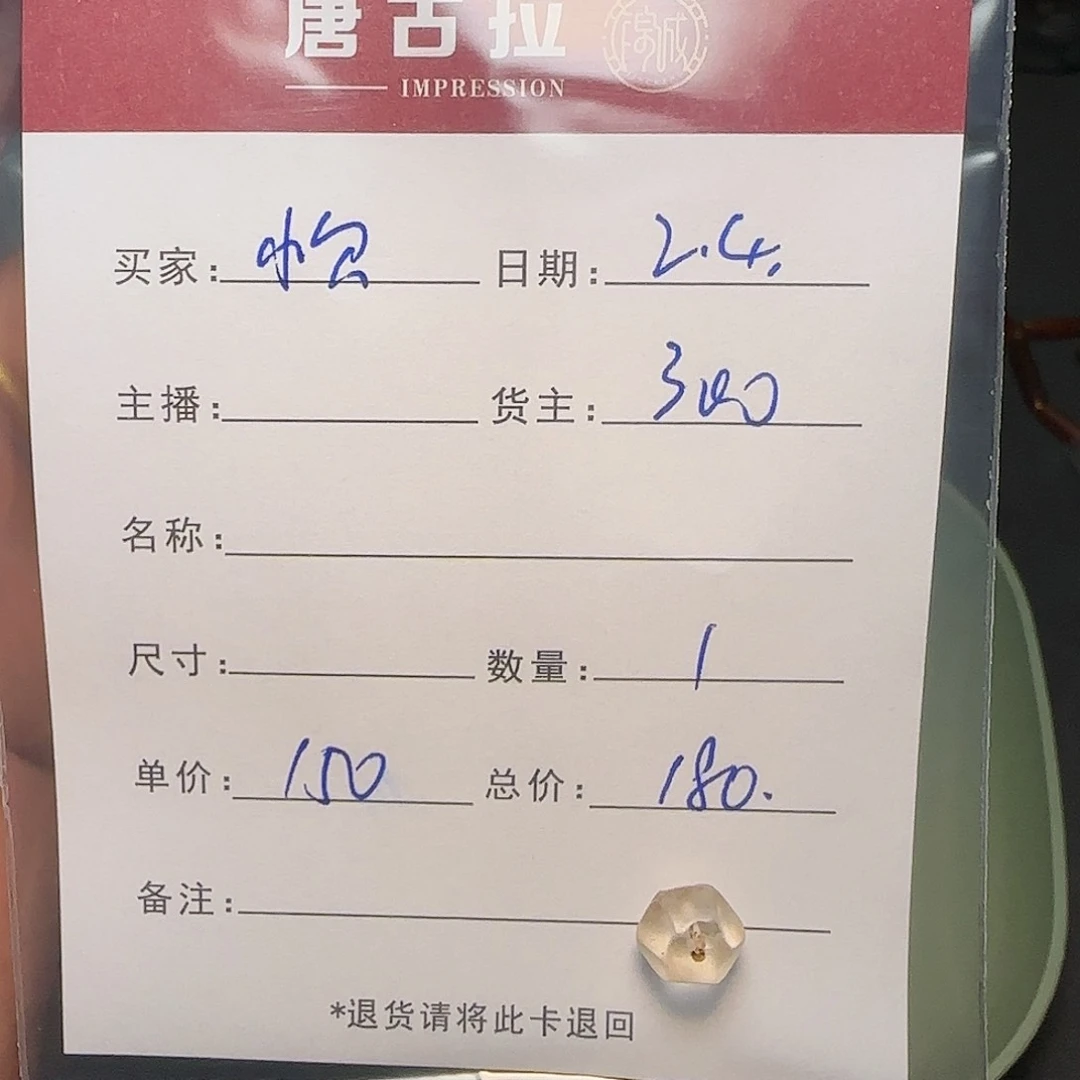 唐古拉
IMPRESSION
买家: 日期: 2.4.
主播: 货主: 300
名称:
尺寸: 数量: 1
单价: 150 总价: 180.
备注:
*退货请将此卡退回